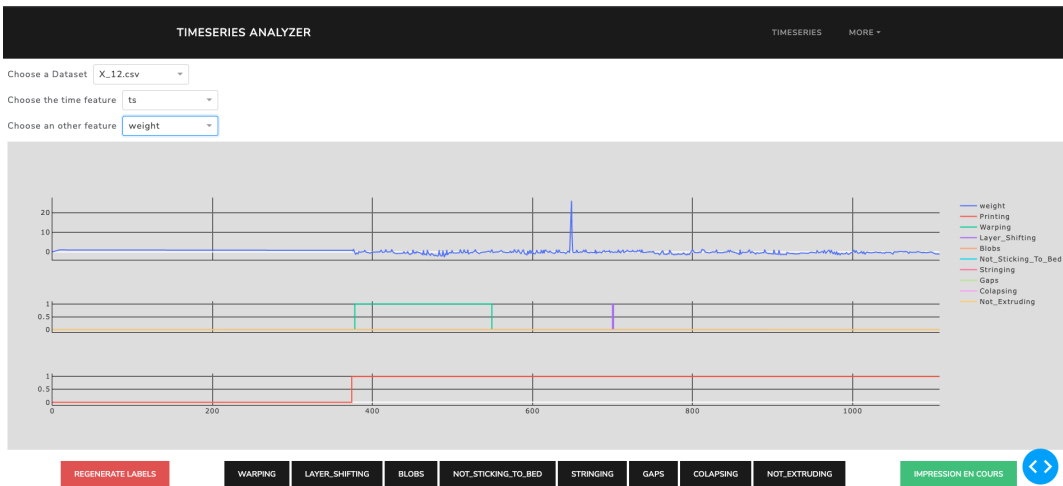 TIMESERIES ANALYZER
TIMESERIES MORE
Choose a Dataset X_12.csv
Choose the time feature ts
Choose an other feature weight
20
10
0
weight
Printing
Warping
Layer_Shifting
Blobs
Not_Sticking_To_Bed
Stringing
Gaps
Colapsing
Not_Extruding
1
0.5
0
1
0.5
0
0 200 400 600 800 1000
REGENERATE LABELS WARPING LAYER_SHIFTING BLOBS NOT_STICKING_TO_BED STRINGING GAPS COLAPSING NOT_EXTRUDING IMPRESSION EN COURS